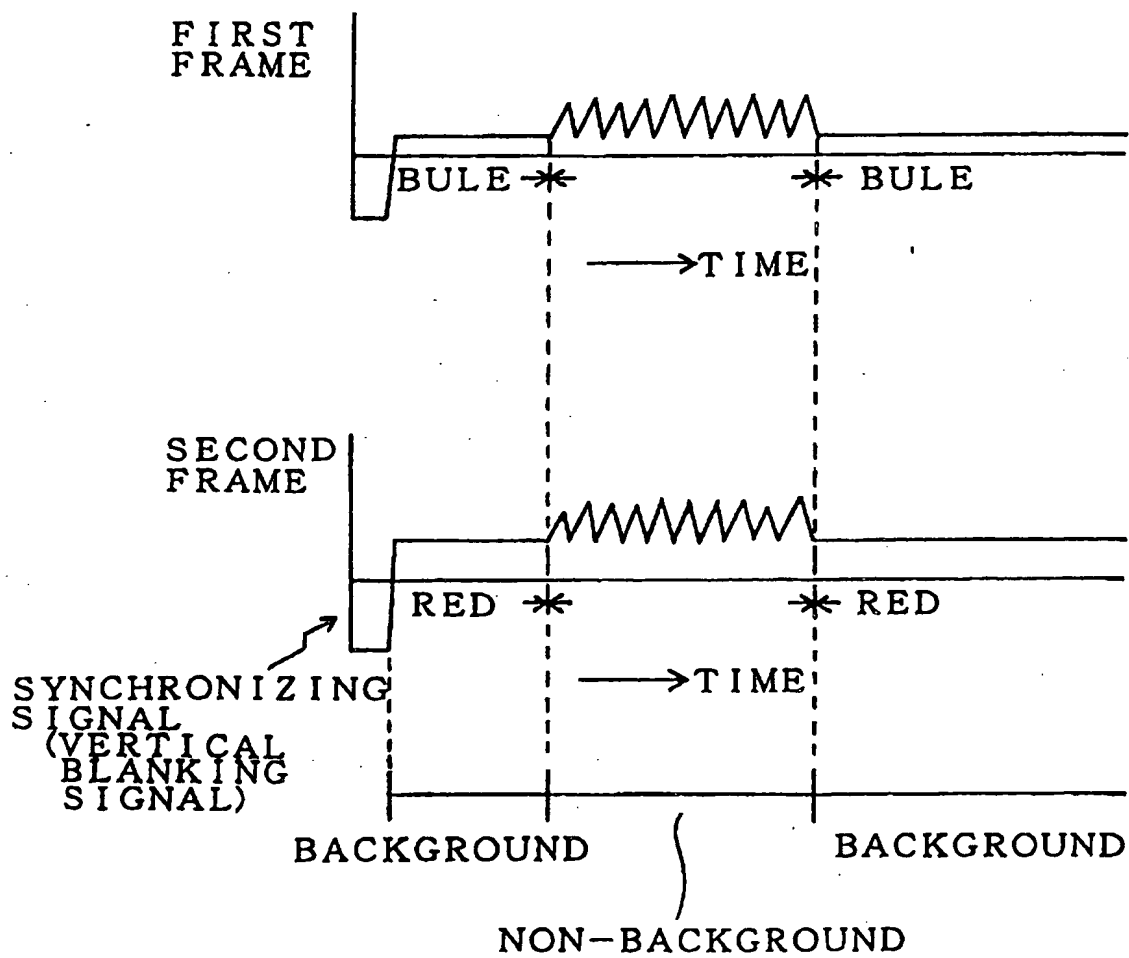 FIRST
FRAME
BULE
BULE
TIME
SECOND
FRAME
RED
RED
SYNCHRONIZING
SIGNAL
(VERTICAL
BLANKING
SIGNAL)
TIME
BACKGROUND
BACKGROUND
NON-BACKGROUND